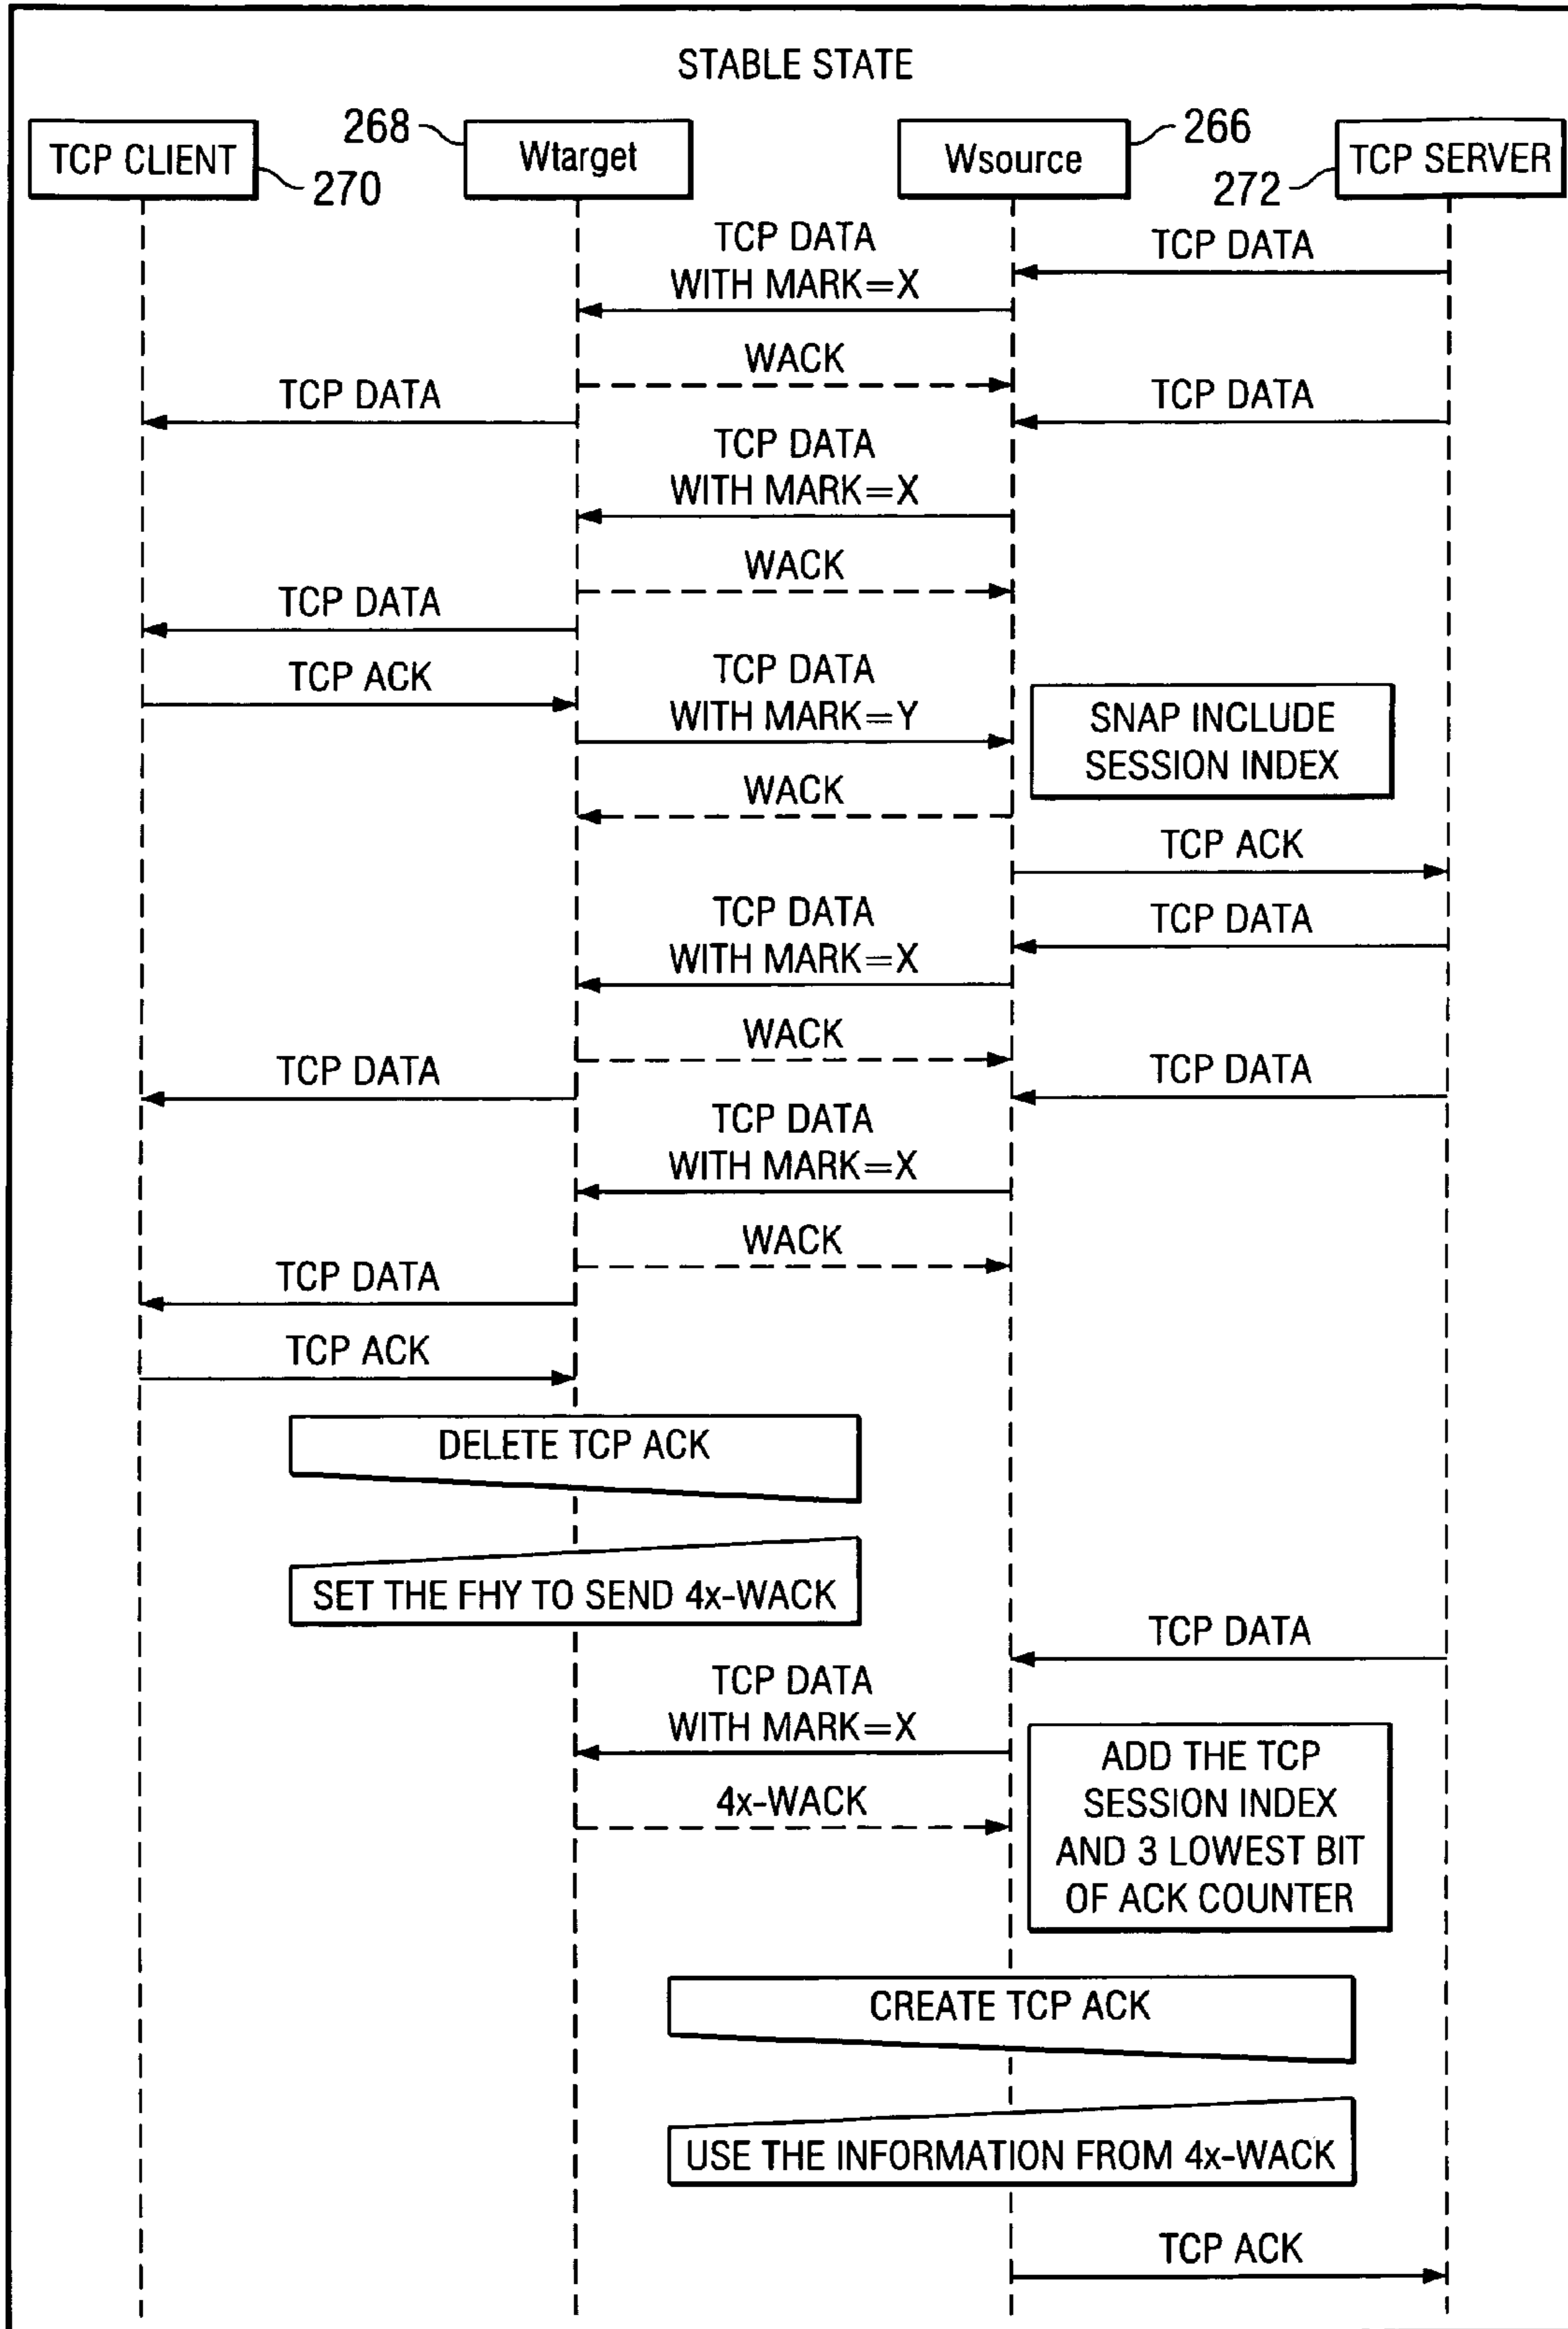 STABLE STATE
268
266
TCP CLIENT
Wtarget
Wsource
TCP SERVER
270
272
TCP DATA
WITH MARK=X
TCP DATA
WACK
TCP DATA
TCP DATA
TCP DATA
WITH MARK=X
WACK
TCP DATA
TCP ACK
TCP DATA
WITH MARK=Y
SNAP INCLUDE
SESSION INDEX
WACK
TCP ACK
TCP DATA
WITH MARK=X
TCP DATA
WACK
TCP DATA
TCP DATA
TCP DATA
WITH MARK=X
WACK
TCP DATA
TCP ACK
DELETE TCP ACK
SET THE FHY TO SEND 4x-WACK
TCP DATA
TCP DATA
WITH MARK=X
4x-WACK
ADD THE TCP
SESSION INDEX
AND 3 LOWEST BIT
OF ACK COUNTER
CREATE TCP ACK
USE THE INFORMATION FROM 4x-WACK
TCP ACK